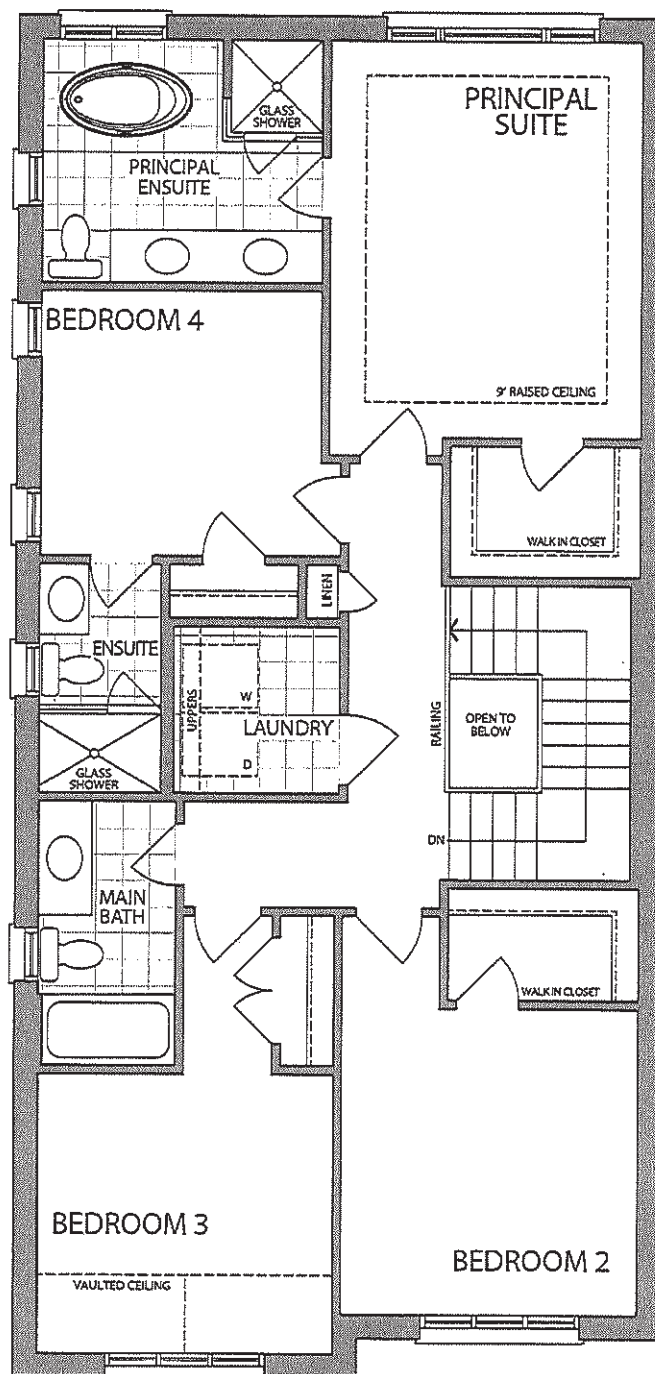 GLASS
SHOWER
PRINCIPAL
SUITE
PRINCIPAL
ENSUITE
BEDROOM 4
9' RAISED CEILING
WALK IN CLOSET
LINEN
ENSUITE
UPPERS
W
LAUNDRY
D
RAILING
OPEN TO
BELOW
GLASS
SHOWER
DN
MAIN
BATH
WALK IN CLOSET
BEDROOM 3
BEDROOM 2
VAULTED CEILING